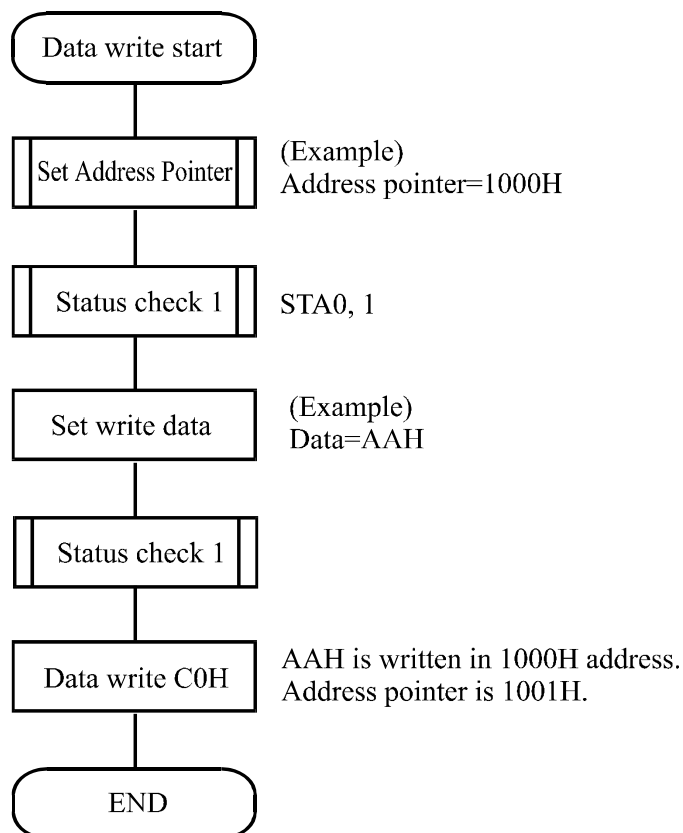 Data write start
Set Address Pointer
(Example)
Address pointer=1000H
Status check 1
STA0, 1
Set write data
(Example)
Data=AAH
Status check 1
Data write C0H
AAH is written in 1000H address.
Address pointer is 1001H.
END